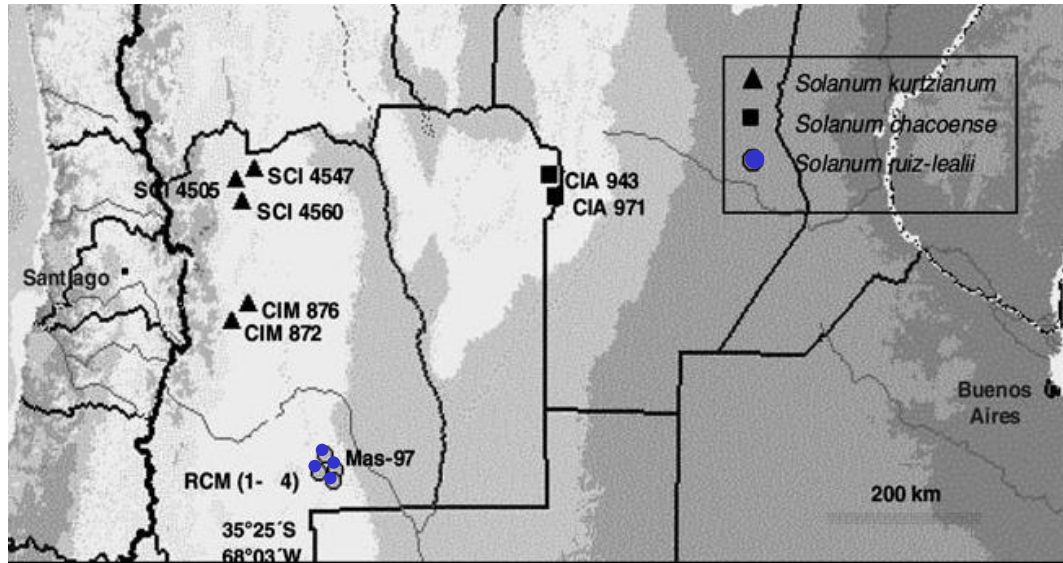 Solanum kurtzianum
Solanum chacoense
Solanum ruiz-lealii
SCI 4547
SCI 4505
SCI 4560
CIA 943
CIA 971
Santiago
CIM 876
CIM 872
Buenos
Aires
Mas-97
RCM (1- 4)
200 km
35°25´S
68°03´W